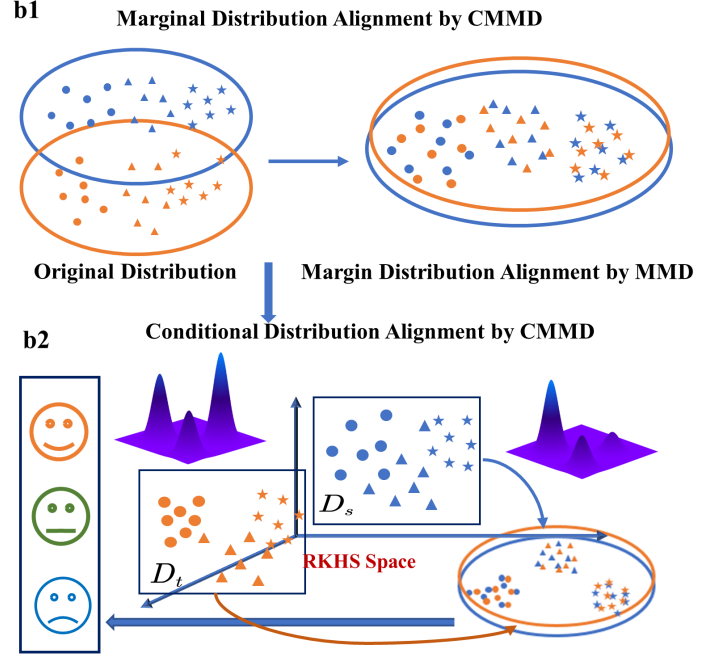 b1
Marginal Distribution Alignment by CMMD
Original Distribution
Margin Distribution Alignment by MMD
b2
Conditional Distribution Alignment by CMMD
D_s
D_t
RKHS Space